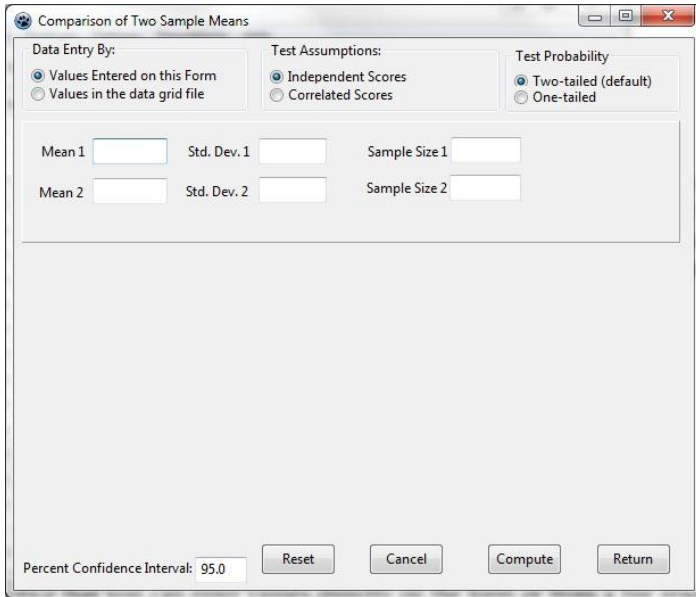 Comparison of Two Sample Means
Data Entry By:
Values Entered on this Form
Values in the data grid file
Test Assumptions:
Independent Scores
Correlated Scores
Test Probability
Two-tailed (default)
One-tailed
Mean 1 Std. Dev. 1 Sample Size 1
Mean 2 Std. Dev. 2 Sample Size 2
Percent Confidence Interval: 95.0 Reset Cancel Compute Return